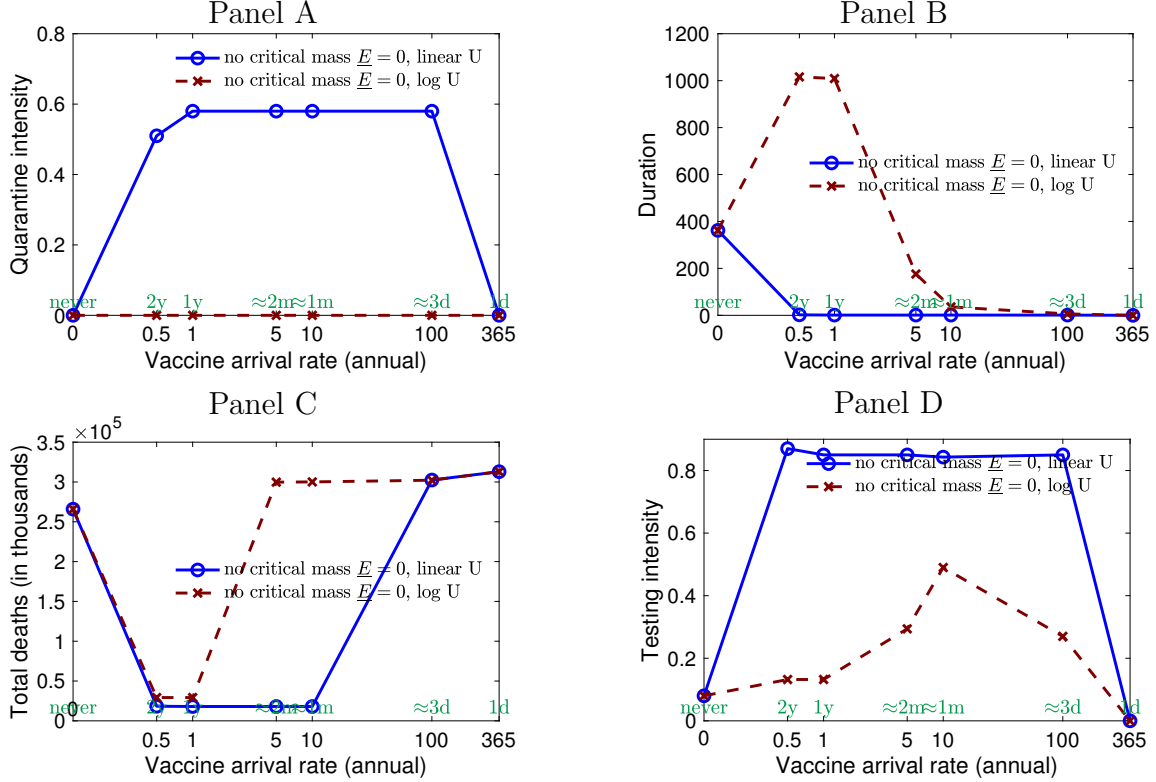 Panel A
0.8
0.6
0.4
0.2
0
Quarantine intensity
no critical mass E = 0, linear U
no critical mass E = 0, log U
never 2y 1y ≈2m ≈1m ≈3d 1d
0 0.5 1 5 10 100 365
Vaccine arrival rate (annual)
Panel B
1200
1000
800
600
400
200
0
Duration
no critical mass E = 0, linear U
no critical mass E = 0, log U
never 2y 1y ≈2m ≈1m ≈3d 1d
0 0.5 1 5 10 100 365
Vaccine arrival rate (annual)
Panel C
×10^5
3.5
3
2.5
2
1.5
1
0.5
0
Total deaths (in thousands)
no critical mass E = 0, linear U
no critical mass E = 0, log U
never 2y 1y ≈2m ≈1m ≈3d 1d
0 0.5 1 5 10 100 365
Vaccine arrival rate (annual)
Panel D
0.8
0.6
0.4
0.2
0
Testing intensity
no critical mass E = 0, linear U
no critical mass E = 0, log U
never 2y 1y ≈2m ≈1m ≈3d 1d
0 0.5 1 5 10 100 365
Vaccine arrival rate (annual)